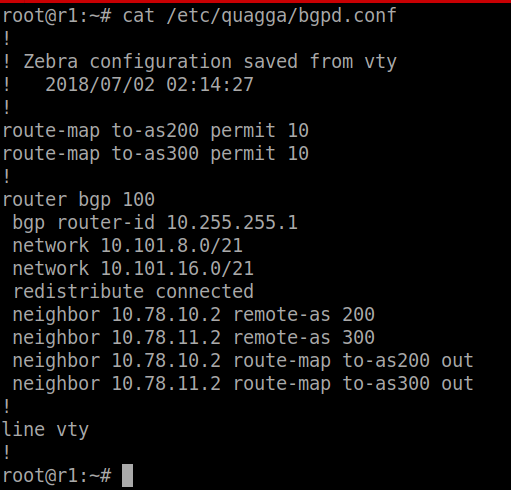 root@r1:~# cat /etc/quagga/bgpd.conf
!
! Zebra configuration saved from vty
!   2018/07/02 02:14:27
!
route-map to-as200 permit 10
route-map to-as300 permit 10
!
router bgp 100
 bgp router-id 10.255.255.1
 network 10.101.8.0/21
 network 10.101.16.0/21
 redistribute connected
 neighbor 10.78.10.2 remote-as 200
 neighbor 10.78.11.2 remote-as 300
 neighbor 10.78.10.2 route-map to-as200 out
 neighbor 10.78.11.2 route-map to-as300 out
!
line vty
!
root@r1:~#